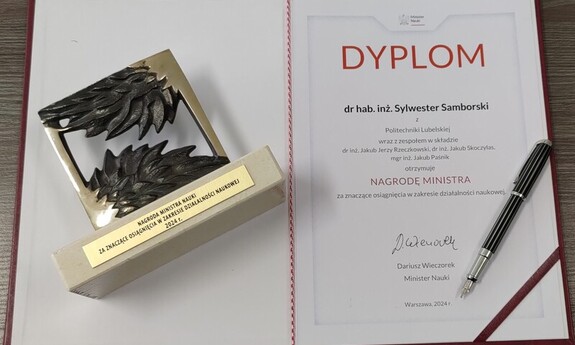 NAGRODA MINISTRA NAUKI
ZA ZNACZĄCE OSIĄGNIĘCIA W ZAKRESIE DZIAŁALNOŚCI NAUKOWEJ
2024 r.
Minister
Nauki
DYPLOM
dr hab. inż. Sylwester Samborski
z
Politechniki Lubelskiej
wraz z zespołem w składzie
dr inż. Jakub Jerzy Rzeczkowski, dr inż. Jakub Skoczylas,
mgr inż. Jakub Paśnik
otrzymuje
NAGRODĘ MINISTRA
za znaczące osiągnięcia w zakresie działalności naukowej,
Dariusz Wieczorek
Minister Nauki
Warszawa, 2024 r.